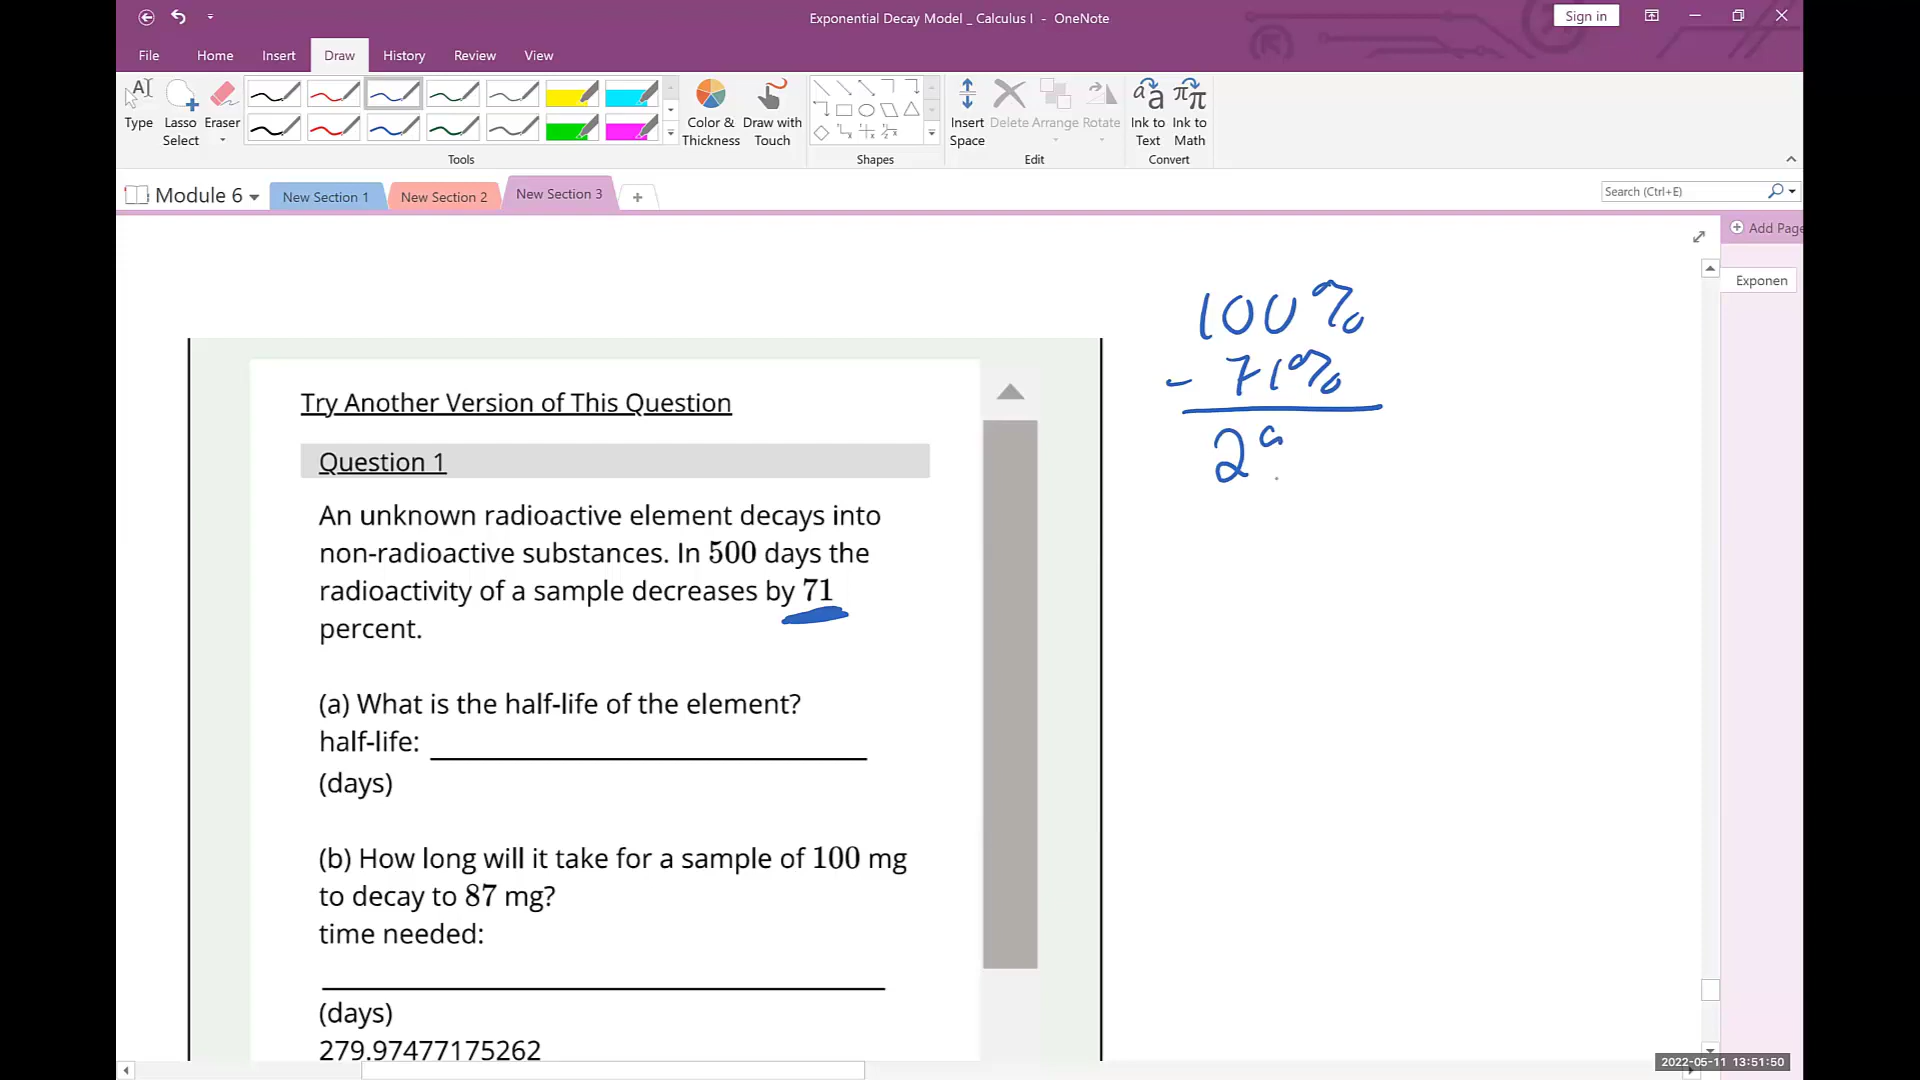 Exponential Decay Model _ Calculus I - OneNote
Sign in
File Home Insert Draw History Review View
Type
Lasso Select
Eraser
Color & Thickness
Draw with Touch
Insert Space
Delete Arrange Rotate
Ink to Text
Ink to Math
Tools Shapes Edit Convert
Module 6 New Section 1 New Section 2 New Section 3
Search (Ctrl+E)
Add Page
Exponen
100%
- 71%
29
Try Another Version of This Question
Question 1
An unknown radioactive element decays into
non-radioactive substances. In 500 days the
radioactivity of a sample decreases by 71
percent.
(a) What is the half-life of the element?
half-life:
(days)
(b) How long will it take for a sample of 100 mg
to decay to 87 mg?
time needed:
(days)
279.97477175262
2022-05-11 13:51:50